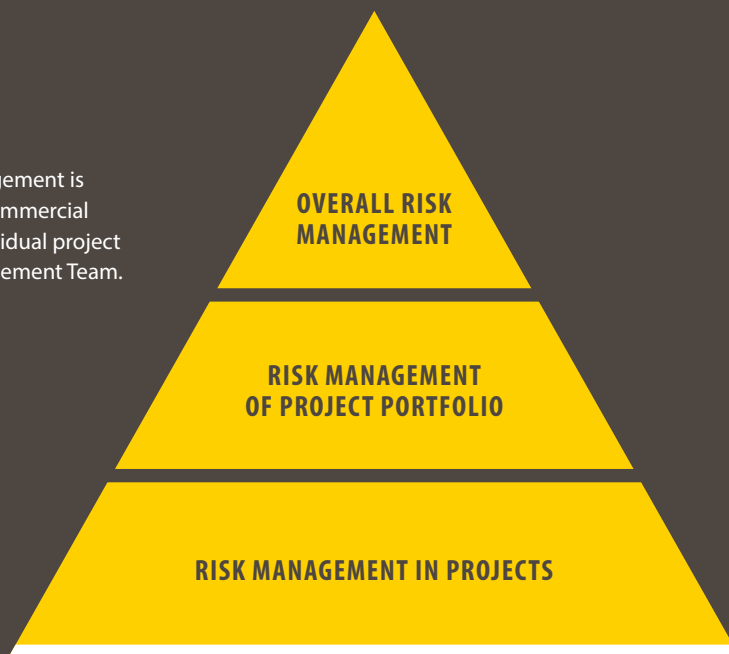 gement is
mmercial
idual project
ement Team.
OVERALL RISK
MANAGEMENT
RISK MANAGEMENT
OF PROJECT PORTFOLIO
RISK MANAGEMENT IN PROJECTS